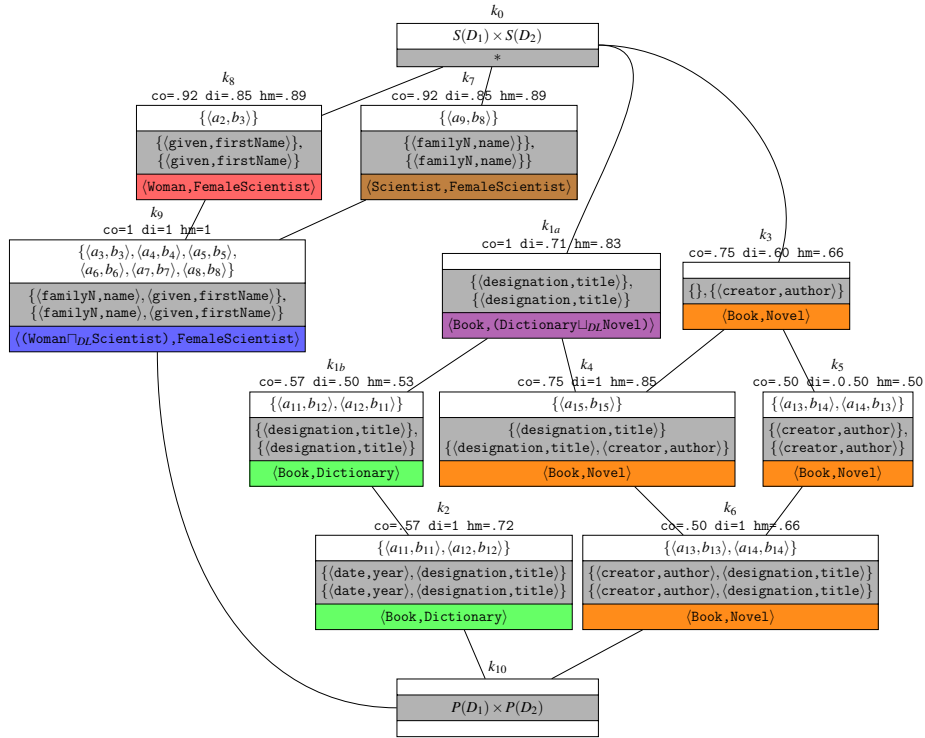 k0
S(D1) × S(D2)
*
k8
co=.92 di=.85 hm=.89
{⟨a2,b3⟩}
{⟨given,firstName⟩},
{⟨given,firstName⟩}
⟨Woman,FemaleScientist⟩
k7
co=.92 di=.85 hm=.89
{⟨a9,b8⟩}
{⟨familyN,name⟩}},
{⟨familyN,name⟩}}
⟨Scientist,FemaleScientist⟩
k9
co=1 di=1 hm=1
{⟨a3,b3⟩,⟨a4,b4⟩,⟨a5,b5⟩,
⟨a6,b6⟩,⟨a7,b7⟩,⟨a8,b8⟩}
{⟨familyN,name⟩,⟨given,firstName⟩},
{⟨familyN,name⟩,⟨given,firstName⟩}
⟨(Woman⊓DLScientist),FemaleScientist⟩
k1a
co=1 di=.71 hm=.83
{⟨designation,title⟩},
{⟨designation,title⟩}
⟨Book,(Dictionary⊔DLNovel)⟩
k3
co=.75 di=.60 hm=.66
{},{⟨creator,author⟩}
⟨Book,Novel⟩
k1b
co=.57 di=.50 hm=.53
{⟨a11,b12⟩,⟨a12,b11⟩}
{⟨designation,title⟩},
{⟨designation,title⟩}
⟨Book,Dictionary⟩
k4
co=.75 di=1 hm=.85
{⟨a15,b15⟩}
{⟨designation,title⟩}
{⟨designation,title⟩,⟨creator,author⟩}
⟨Book,Novel⟩
k5
co=.50 di=.0.50 hm=.50
{⟨a13,b14⟩,⟨a14,b13⟩}
{⟨creator,author⟩},
{⟨creator,author⟩}
⟨Book,Novel⟩
k2
co=.57 di=1 hm=.72
{⟨a11,b11⟩,⟨a12,b12⟩}
{⟨date,year⟩,⟨designation,title⟩}
{⟨date,year⟩,⟨designation,title⟩}
⟨Book,Dictionary⟩
k6
co=.50 di=1 hm=.66
{⟨a13,b13⟩,⟨a14,b14⟩}
{⟨creator,author⟩,⟨designation,title⟩}
{⟨creator,author⟩,⟨designation,title⟩}
⟨Book,Novel⟩
k10
P(D1) × P(D2)